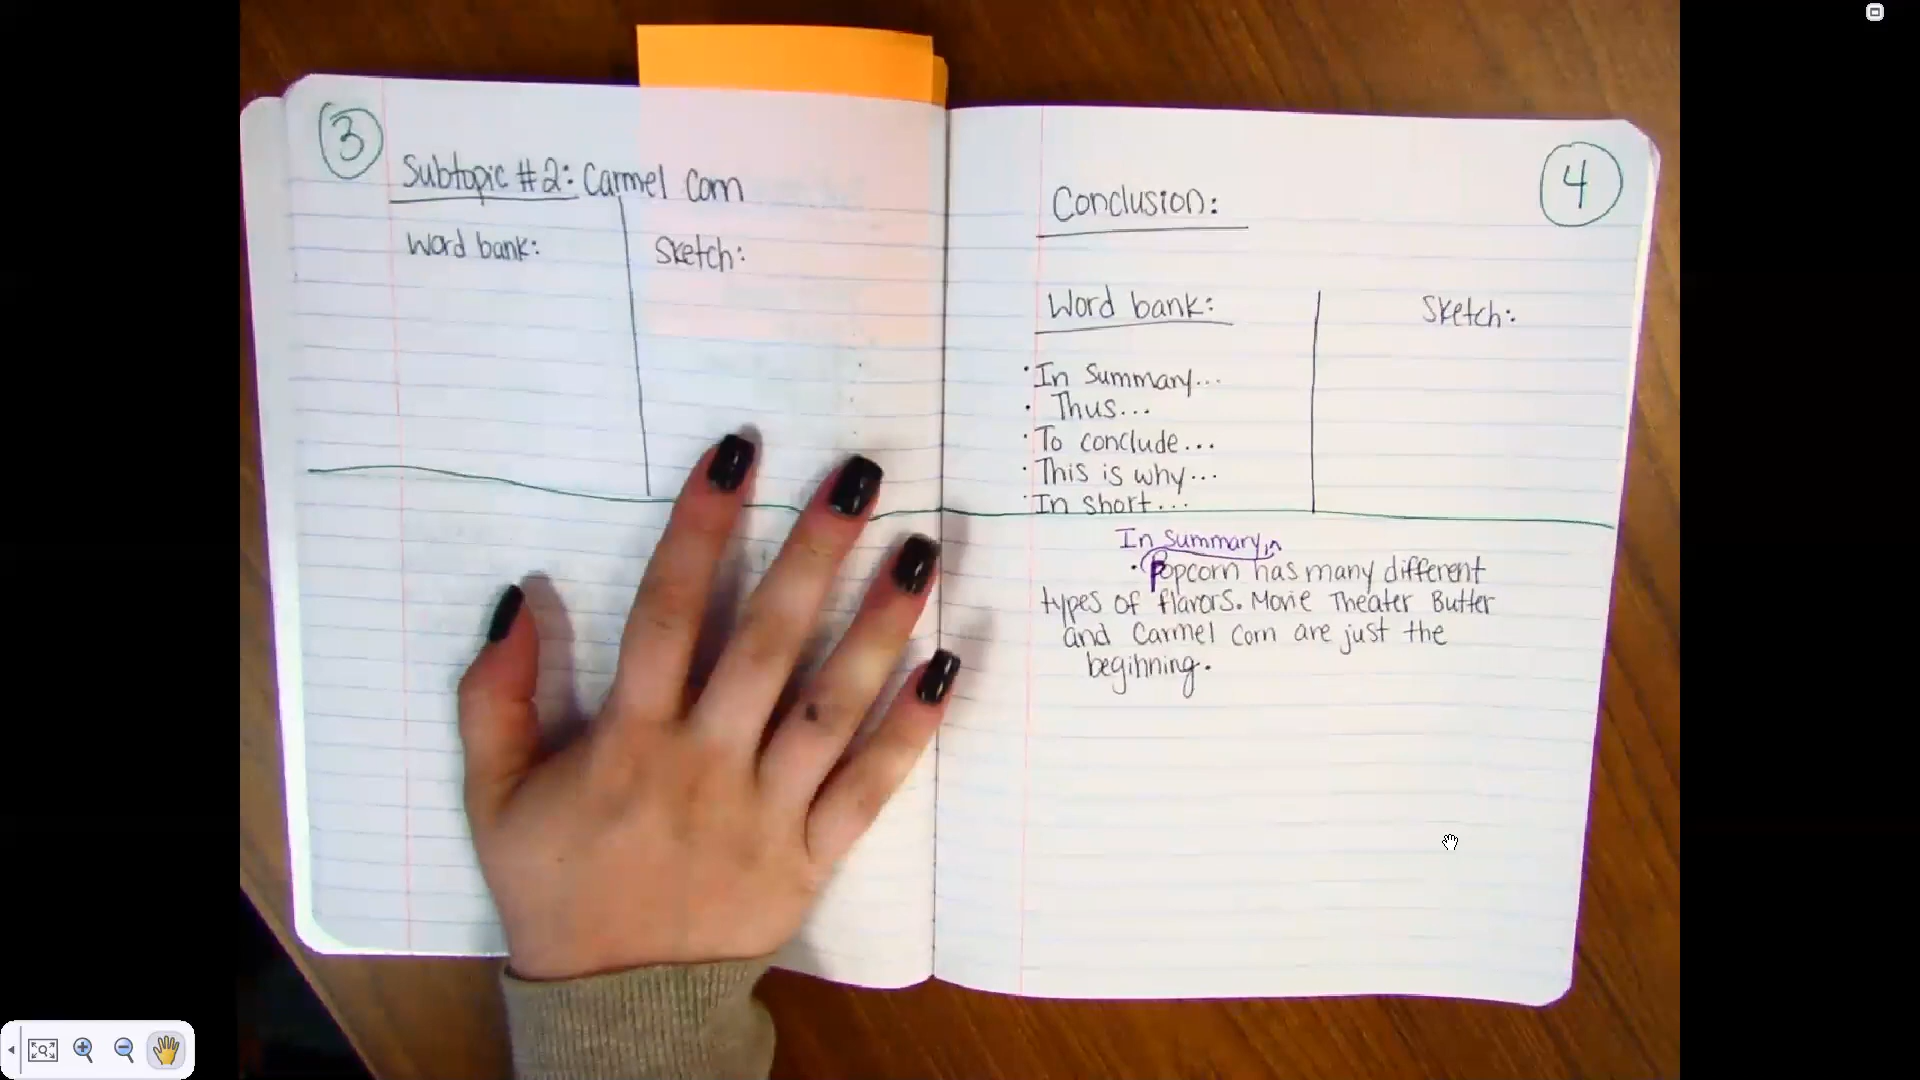 3
Subtopic #2: Carmel Corn
Word bank:
Sketch:
4
Conclusion:
Word bank:
Sketch:
· In Summary...
· Thus...
· To conclude...
· This is why...
· In short...
In summary,
· Popcorn has many different
types of flavors. Movie Theater Butter
and Carmel Corn are just the
beginning.